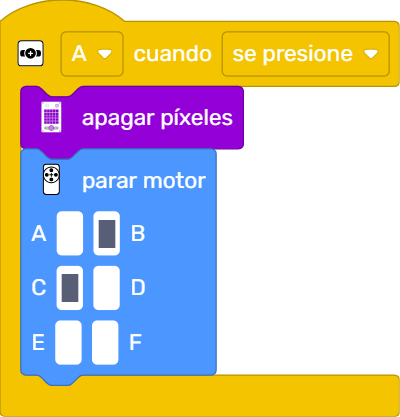 A cuando se presione
apagar píxeles
parar motor
A B
C D
E F